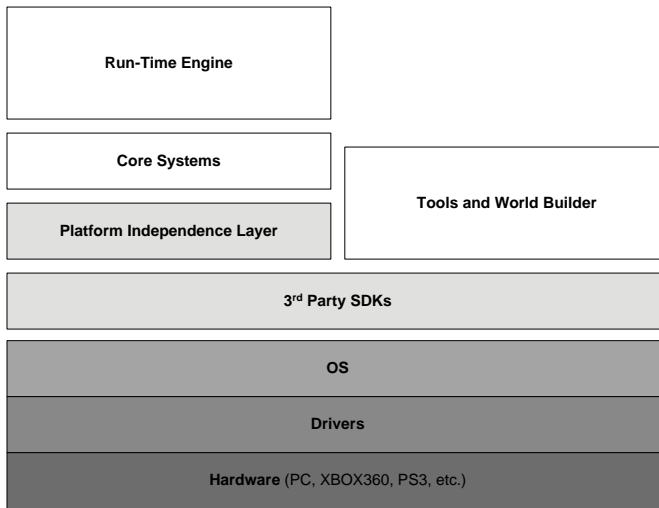 Run-Time Engine
Core Systems
Tools and World Builder
Platform Independence Layer
3rd Party SDKs
OS
Drivers
Hardware (PC, XBOX360, PS3, etc.)